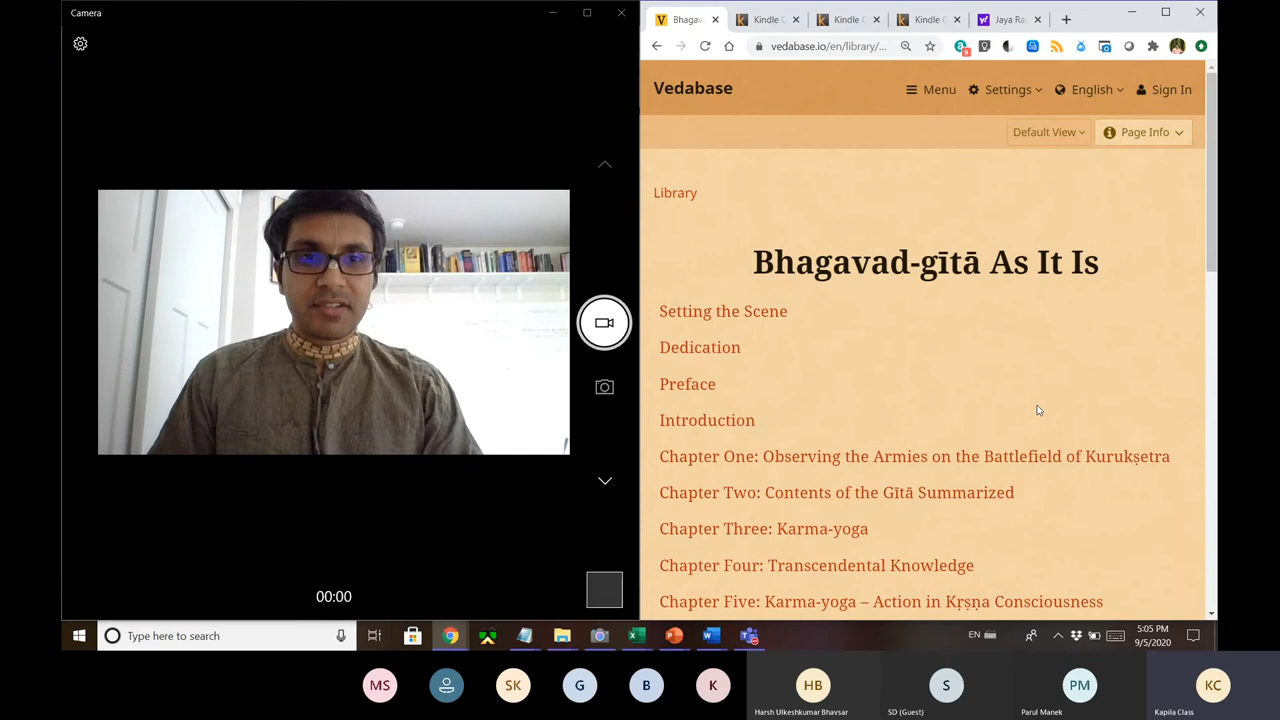 Camera
00:00
Bhagav
Kindle C
Kindle C
Kindle C
Jaya Ra
vedabase.io/en/library/...
9
Vedabase
Menu
Settings
English
Sign In
Default View
Page Info
Library
Bhagavad-gītā As It Is
Setting the Scene
Dedication
Preface
Introduction
Chapter One: Observing the Armies on the Battlefield of Kurukṣetra
Chapter Two: Contents of the Gītā Summarized
Chapter Three: Karma-yoga
Chapter Four: Transcendental Knowledge
Chapter Five: Karma-yoga – Action in Kṛṣṇa Consciousness
Type here to search
EN
5:05 PM
9/5/2020
MS
SK
G
B
K
HB
Harsh Ulkeshkumar Bhavsar
S
SD (Guest)
PM
Parul Manek
KC
Kapila Class